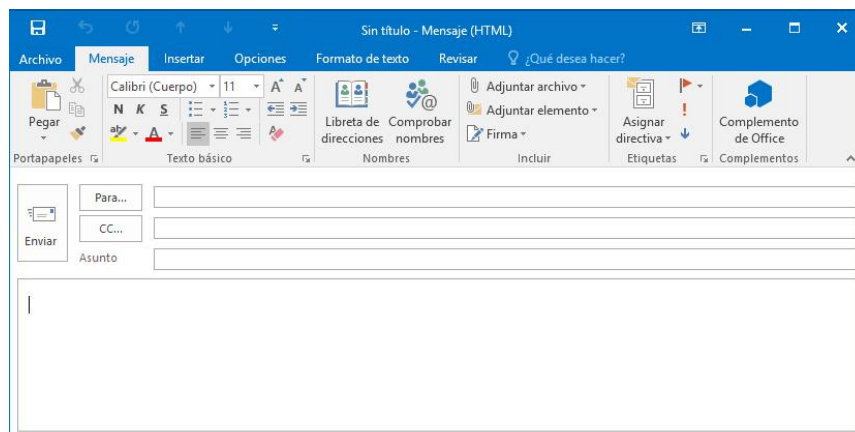 Sin título - Mensaje (HTML)
Archivo Mensaje Insertar Opciones Formato de texto Revisar ¿Qué desea hacer?
Pegar
Portapapeles
Calibri (Cuerpo) 11 A A
N K S
aby A
Texto básico
Libreta de direcciones
Comprobar nombres
Nombres
Adjuntar archivo
Adjuntar elemento
Firma
Incluir
Asignar directiva
Etiquetas
Complemento de Office
Complementos
Enviar
Para...
CC...
Asunto